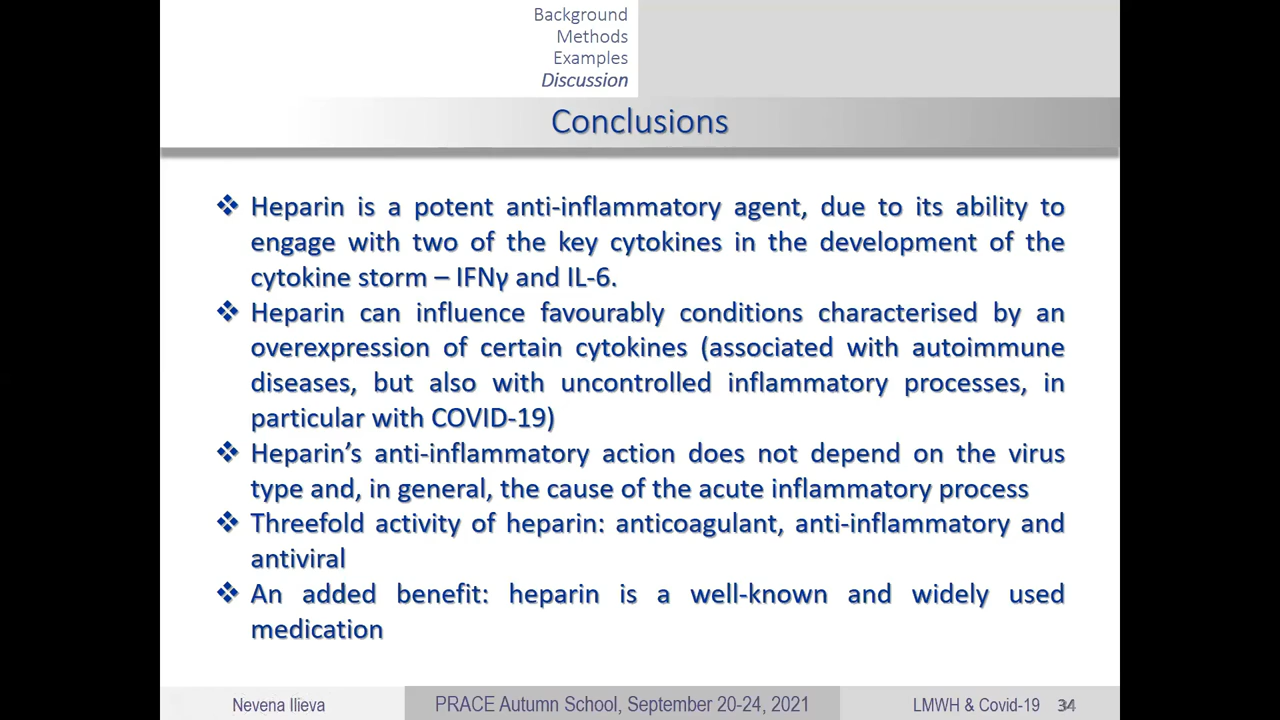 Background
Methods
Examples
Discussion
Conclusions
❖ Heparin is a potent anti-inflammatory agent, due to its ability to
engage with two of the key cytokines in the development of the
cytokine storm – IFNγ and IL-6.
❖ Heparin can influence favourably conditions characterised by an
overexpression of certain cytokines (associated with autoimmune
diseases, but also with uncontrolled inflammatory processes, in
particular with COVID-19)
❖ Heparin’s anti-inflammatory action does not depend on the virus
type and, in general, the cause of the acute inflammatory process
❖ Threefold activity of heparin: anticoagulant, anti-inflammatory and
antiviral
❖ An added benefit: heparin is a well-known and widely used
medication
Nevena Ilieva PRACE Autumn School, September 20-24, 2021 LMWH & Covid-19 34